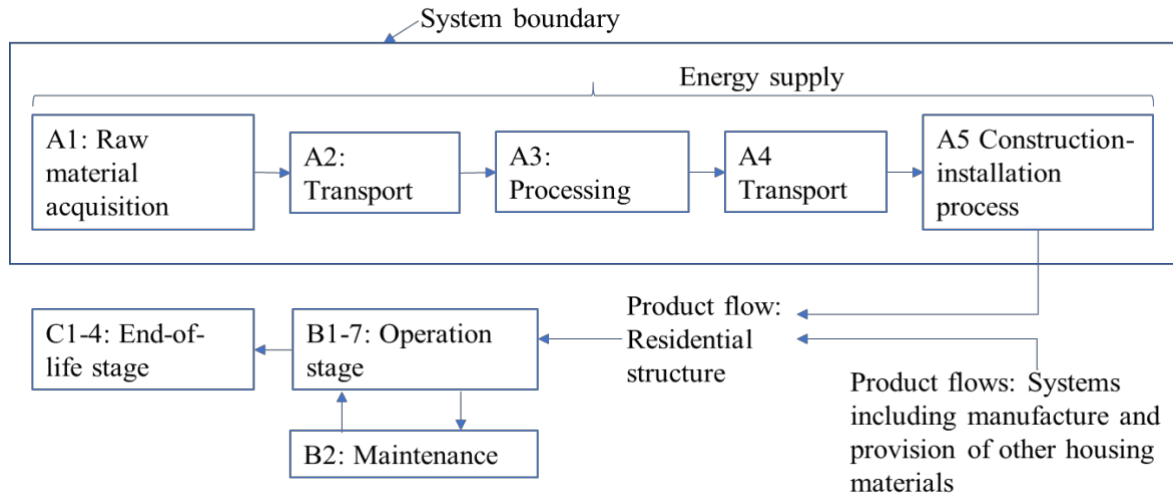 System boundary
Energy supply
A1: Raw
material
acquisition
A2:
Transport
A3:
Processing
A4
Transport
A5 Construction-
installation
process
C1-4: End-of-
life stage
B1-7: Operation
stage
Product flow:
Residential
structure
Product flows: Systems
including manufacture and
provision of other housing
materials
B2: Maintenance